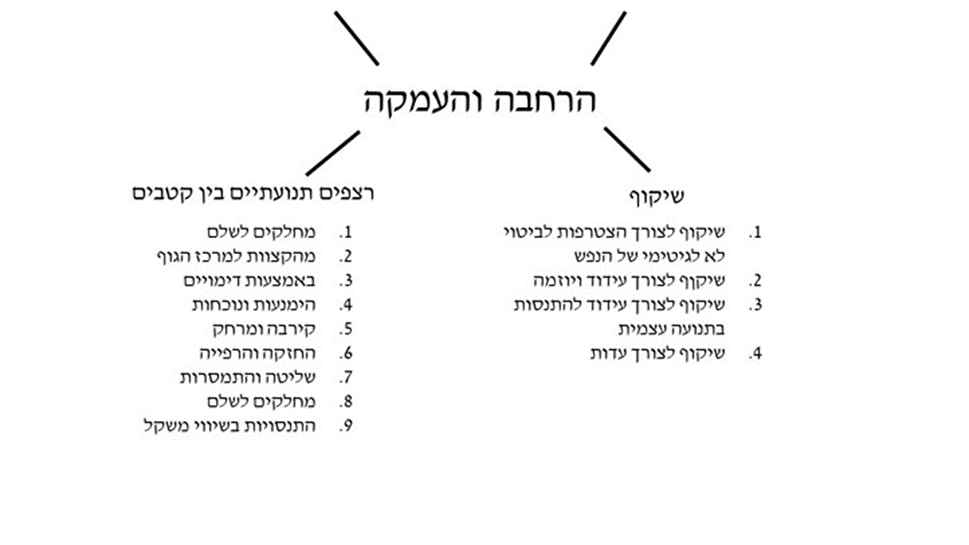 הרחבה והעמקה
שיקוף
1. שיקוף לצורך הצטרפות לביטוי
לא לגיטימי של הנפש
2. שיקוף לצורך עידוד ויוזמה
3. שיקוף לצורך עידוד להתנסות
בתנועה עצמית
4. שיקוף לצורך עדות
רצפים תנועתיים בין קטבים
1. מחלקים לשלם
2. מהקצוות למרכז הגוף
3. באמצעות דימויים
4. הימנעות ונוכחות
5. קירבה ומרחק
6. החזקה והרפייה
7. שליטה והתמסרות
8. מחלקים לשלם
9. התנסויות בשיווי משקל